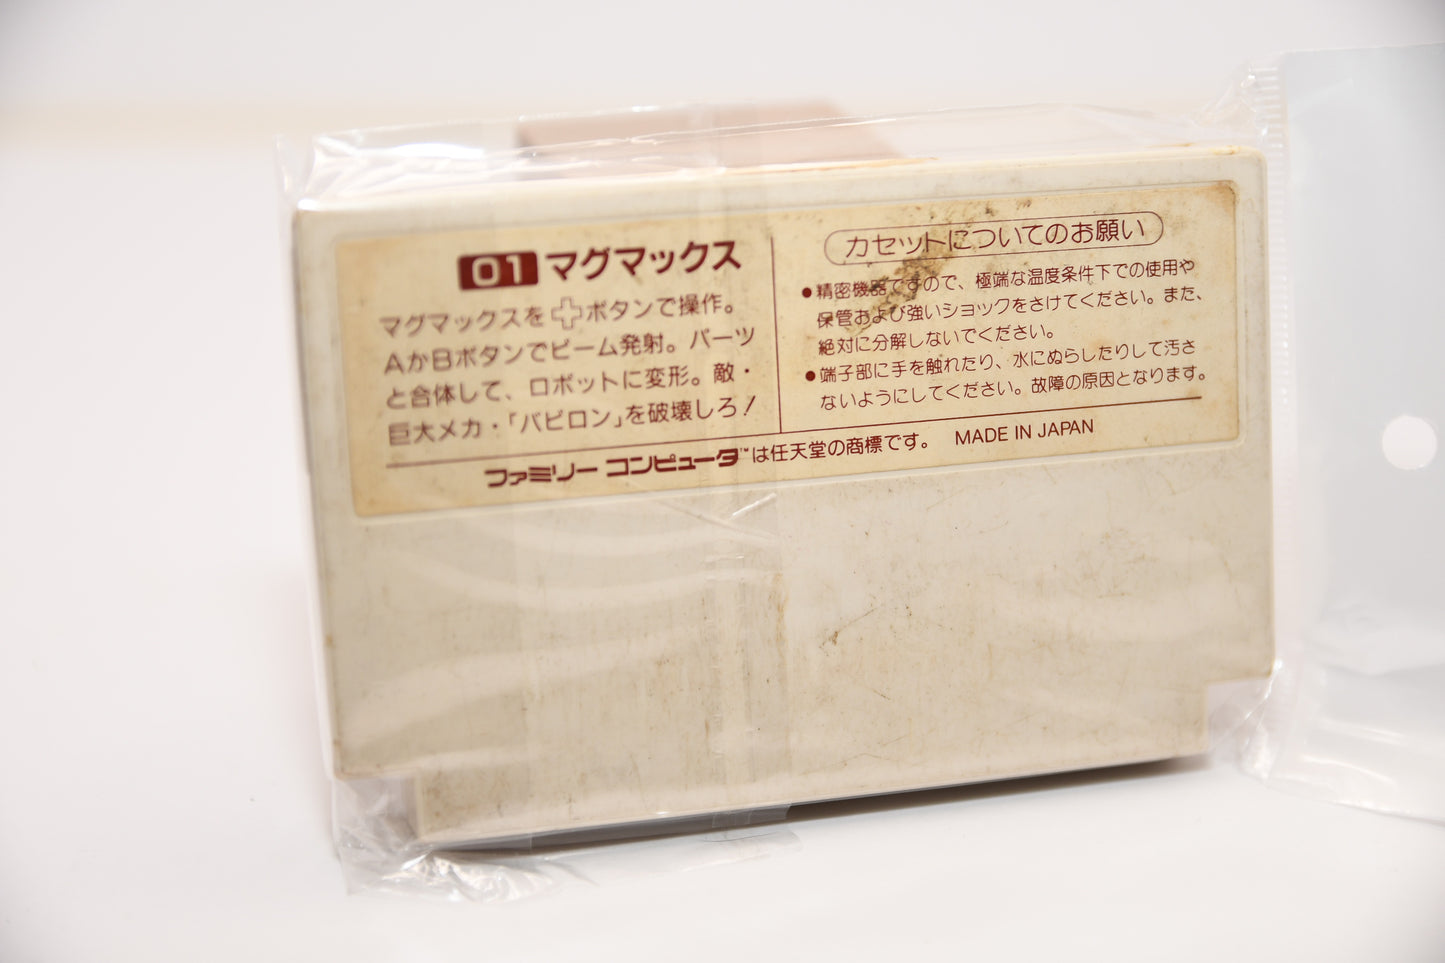 01 マグマックス
マグマックスを✚ボタンで操作。
AかBボタンでビーム発射。パーツ
と合体して、ロボットに変形。敵・
巨大メカ・「バビロン」を破壊しろ!
カセットについてのお願い
●精密機器ですので、極端な温度条件下での使用や
保管および強いショックをさけてください。また、
絶対に分解しないでください。
●端子部に手を触れたり、水にぬらしたりして汚さ
ないようにしてください。故障の原因となります。
ファミリーコンピュータ™は任天堂の商標です。 MADE IN JAPAN